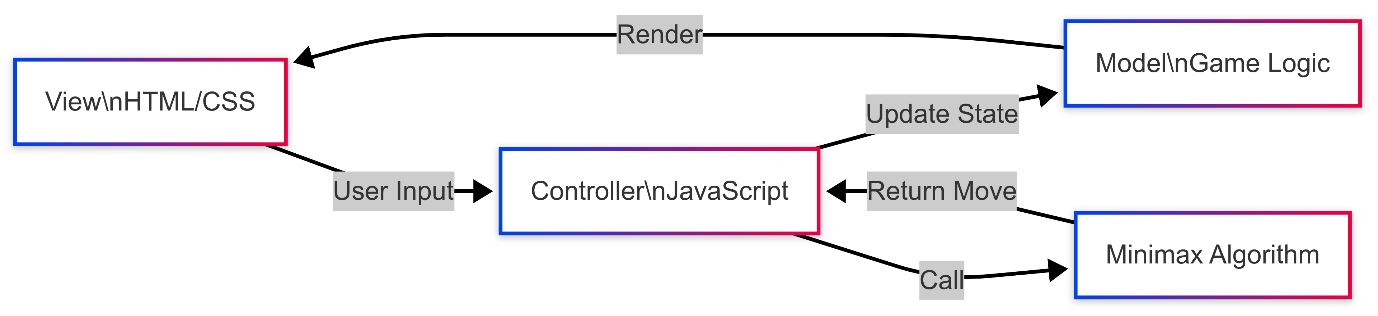 Render
Model\nGame Logic
View\nHTML/CSS
Update State
User Input
Controller\nJavaScript
Return Move
Minimax Algorithm
Call